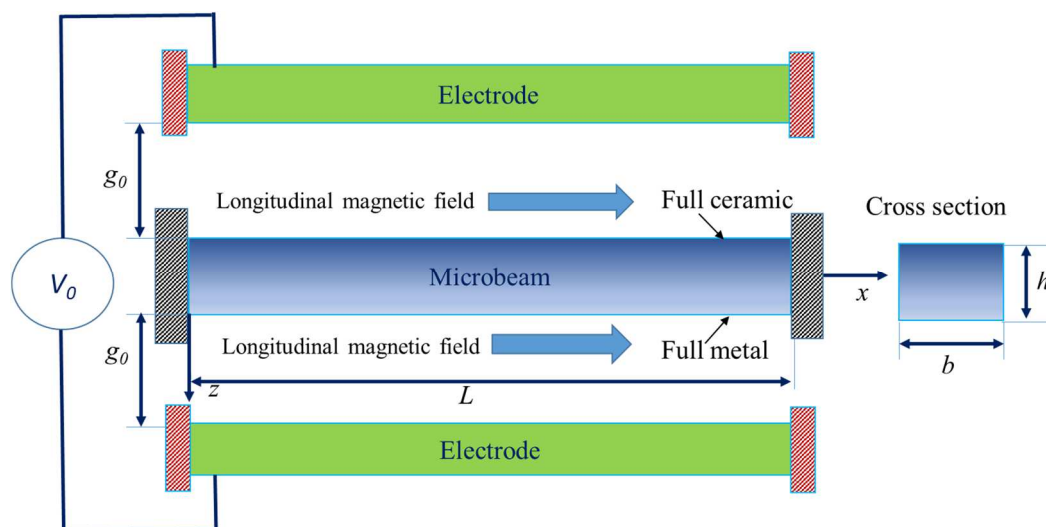 Electrode
g0
Longitudinal magnetic field
Full ceramic
Cross section
V0
Microbeam
x
h
g0
Longitudinal magnetic field
Full metal
b
z
L
Electrode